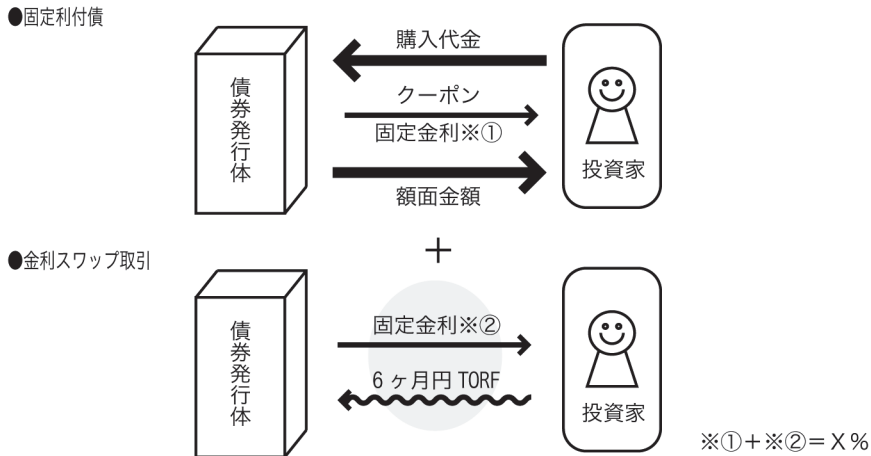 ●固定利付債
債券発行体
購入代金
クーポン
固定金利※①
額面金額
投資家
＋
●金利スワップ取引
債券発行体
固定金利※②
6ヶ月円TORF
投資家
※①＋※②＝X％